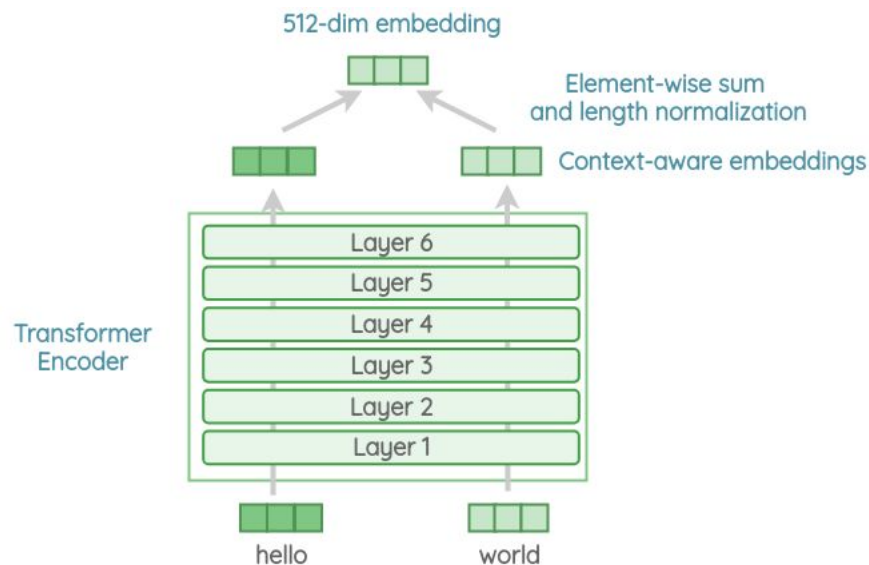 512-dim embedding
Element-wise sum
and length normalization
Context-aware embeddings
Layer 6
Layer 5
Layer 4
Transformer
Encoder
Layer 3
Layer 2
Layer 1
hello
world